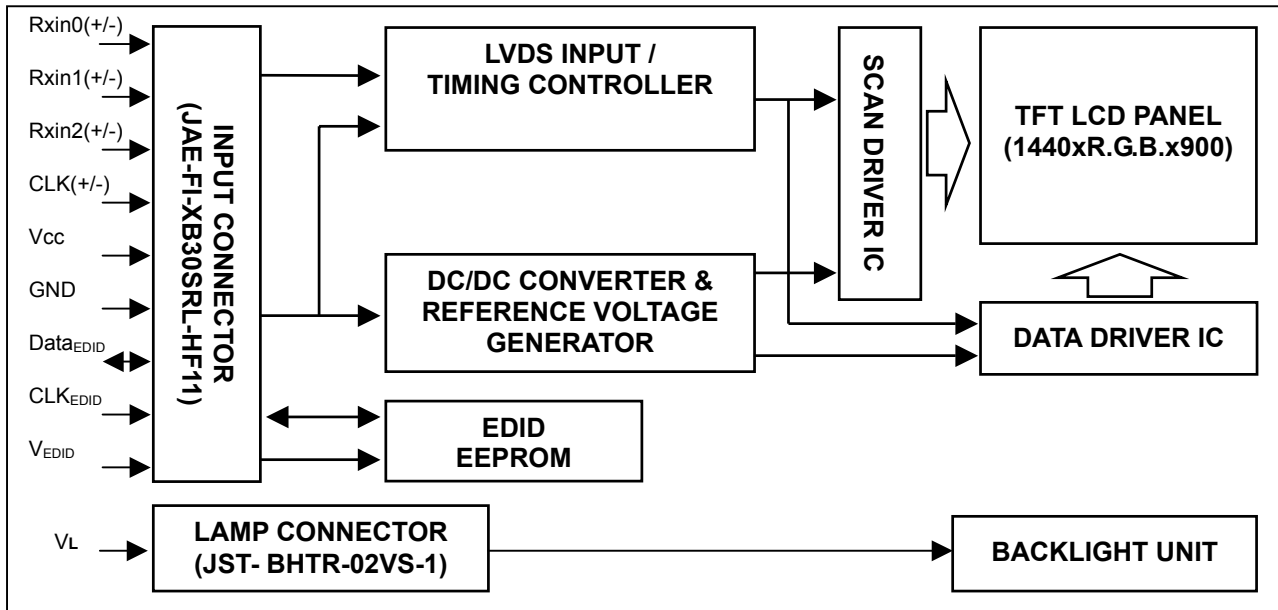 Rxin0(+/-)
Rxin1(+/-)
Rxin2(+/-)
CLK(+/-)
Vcc
GND
DataEDID
CLKEDID
VEDID
VL
INPUT CONNECTOR
(JAE-FI-XB30SRL-HF11)
LVDS INPUT /
TIMING CONTROLLER
DC/DC CONVERTER &
REFERENCE VOLTAGE
GENERATOR
EDID
EEPROM
LAMP CONNECTOR
(JST- BHTR-02VS-1)
SCAN DRIVER IC
TFT LCD PANEL
(1440xR.G.B.x900)
DATA DRIVER IC
BACKLIGHT UNIT